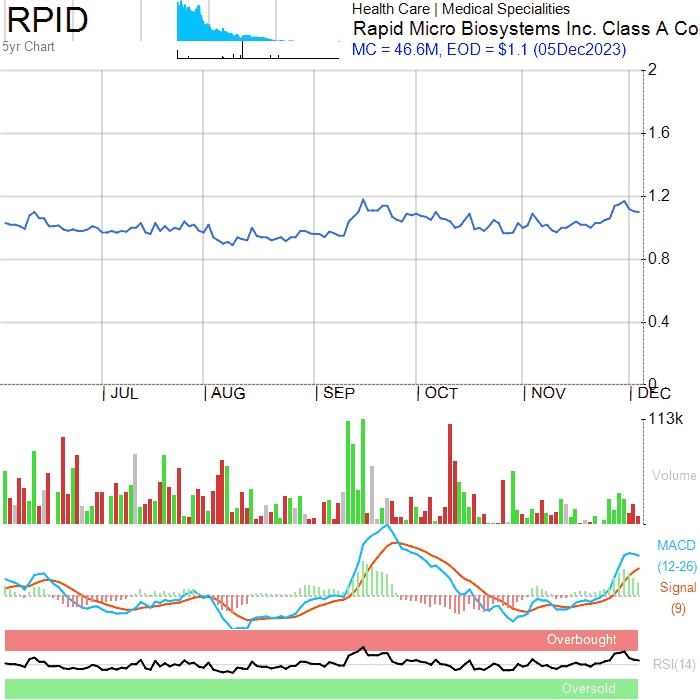 RPID
5yr Chart
Health Care | Medical Specialities
Rapid Micro Biosystems Inc. Class A Co
MC = 46.6M, EOD = $1.1 (05Dec2023)
2
1.6
1.2
0.8
0.4
0
| JUL | AUG | SEP | OCT | NOV | DEC
113k
Volume
MACD
(12-26)
Signal
(9)
Overbought
RSI(14)
Oversold